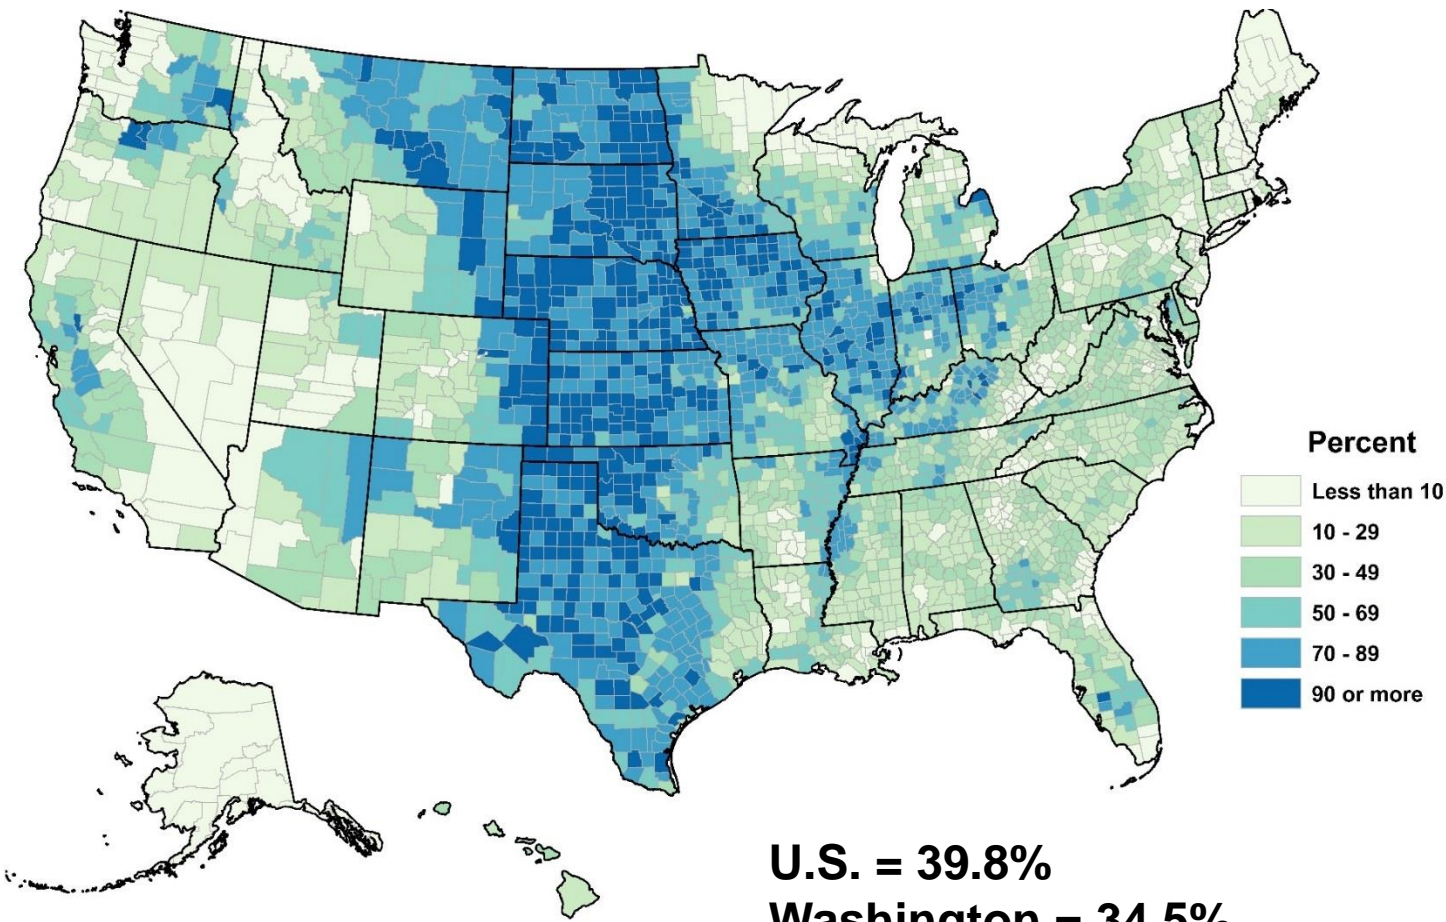 Percent
Less than 10
10 - 29
30 - 49
50 - 69
70 - 89
90 or more
U.S. = 39.8%
Washington = 34.5%